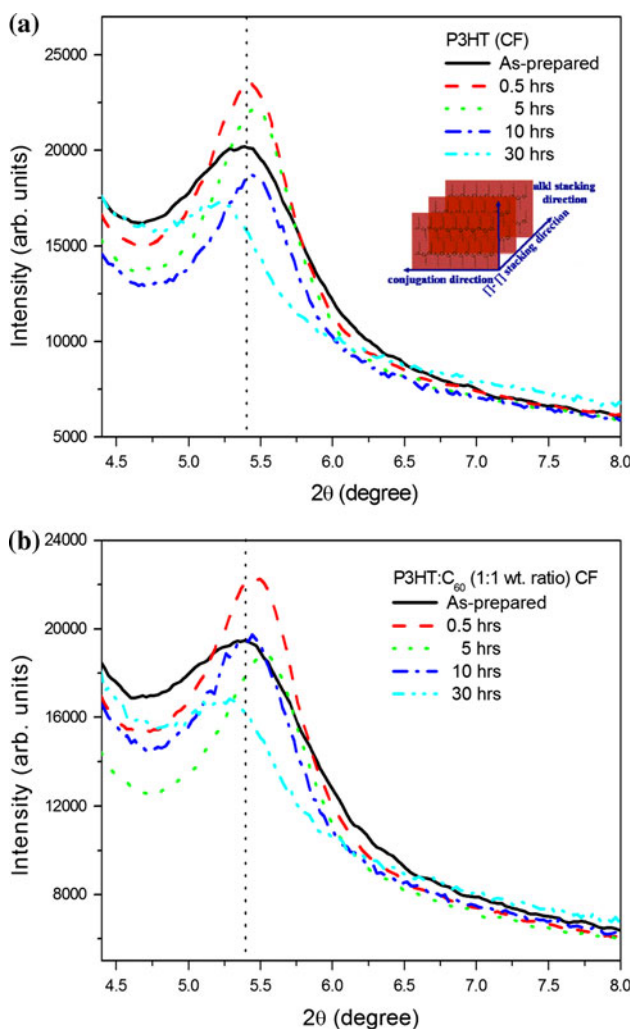 (a)
P3HT (CF)
As-prepared
0.5 hrs
5 hrs
10 hrs
30 hrs
alkl stacking
direction
∏-∏ stacking direction
conjugation direction
Intensity (arb. units)
25000
20000
15000
10000
5000
4.5 5.0 5.5 6.0 6.5 7.0 7.5 8.0
2θ (degree)
(b)
P3HT:C60 (1:1 wt. ratio) CF
As-prepared
0.5 hrs
5 hrs
10 hrs
30 hrs
Intensity (arb. units)
24000
20000
16000
12000
8000
4.5 5.0 5.5 6.0 6.5 7.0 7.5 8.0
2θ (degree)